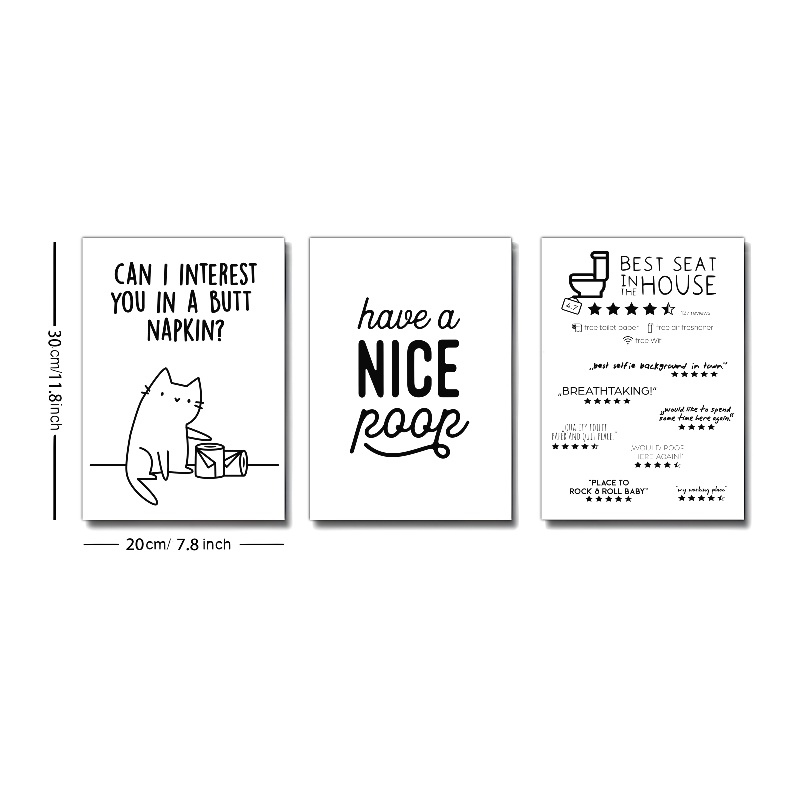 30cm/11.8inch
CAN I INTEREST
YOU IN A BUTT
NAPKIN?
20cm/ 7.8 inch
have a
NICE
poop
BEST SEAT
IN THE HOUSE
4.7
127 reviews
free toilet paper free air freshener
free Wifi
„best selfie background in town.”
„BREATHTAKING!“
„would like to spend
some time here again.”
„QUALITY TOILET
PAPER AND QUIET PLACE.”
„WOULD POOP
HERE AGAIN!“
"PLACE TO
ROCK & ROLL BABY"
"my working place"